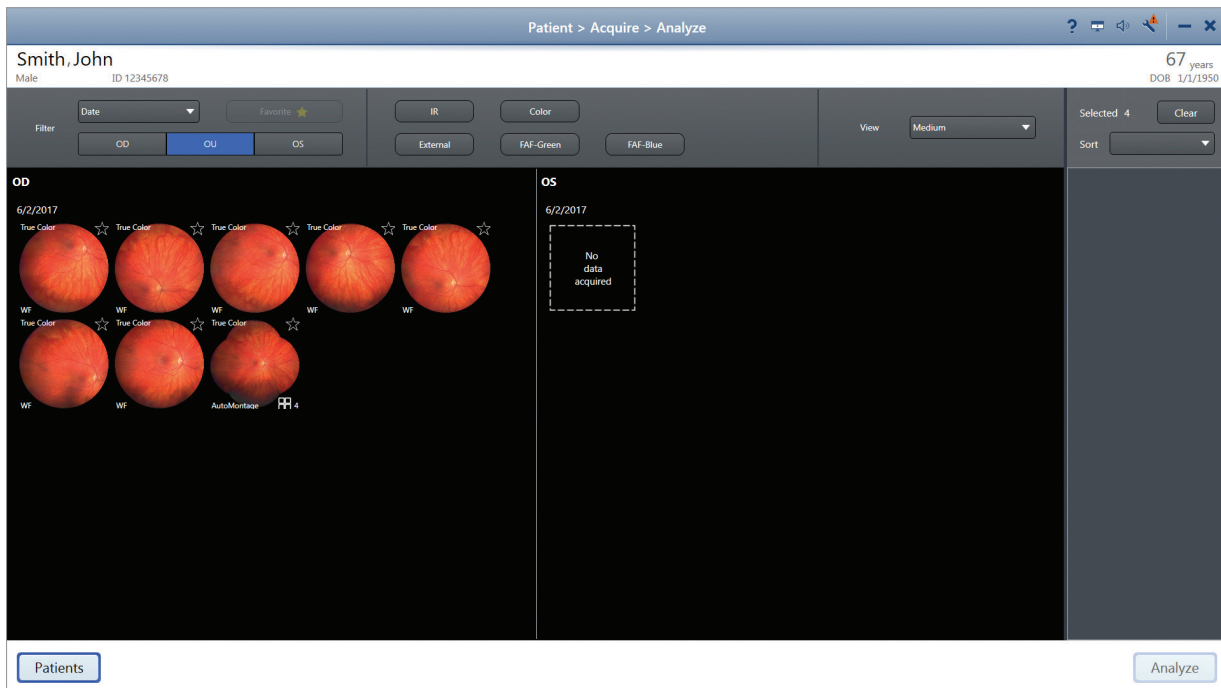 Patient > Acquire > Analyze
?
Smith, John
Male ID 12345678
67 years
DOB 1/1/1950
Filter
Date
Favorite
OD OU OS
IR Color
External FAF-Green FAF-Blue
View Medium
Selected 4 Clear
Sort
OD
6/2/2017
True Color True Color True Color True Color True Color
WF WF WF WF WF
True Color True Color True Color
WF WF AutoMontage 4
OS
6/2/2017
No
data
acquired
Patients
Analyze